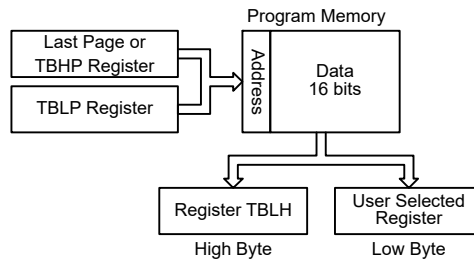 Program Memory
Last Page or
TBHP Register
TBLP Register
Address
Data
16 bits
Register TBLH
User Selected
Register
High Byte
Low Byte